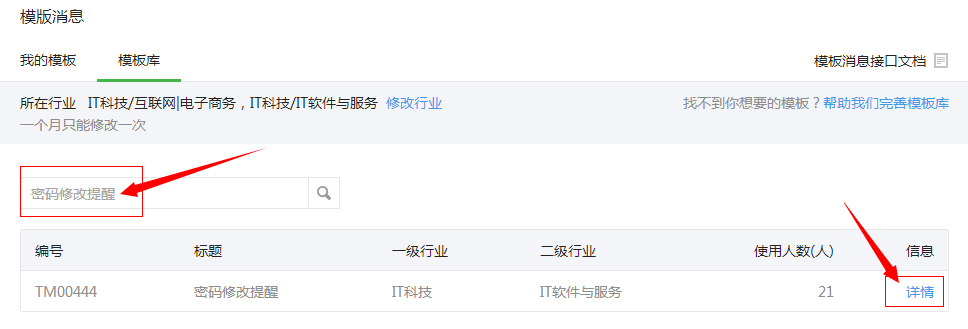 模版消息
我的模板 模板库 模板消息接口文档
所在行业 IT科技/互联网|电子商务，IT科技/IT软件与服务 修改行业 找不到你想要的模板？帮助我们完善模板库
一个月只能修改一次
密码修改提醒
编号 标题 一级行业 二级行业 使用人数(人) 信息
TM00444 密码修改提醒 IT科技 IT软件与服务 21 详情